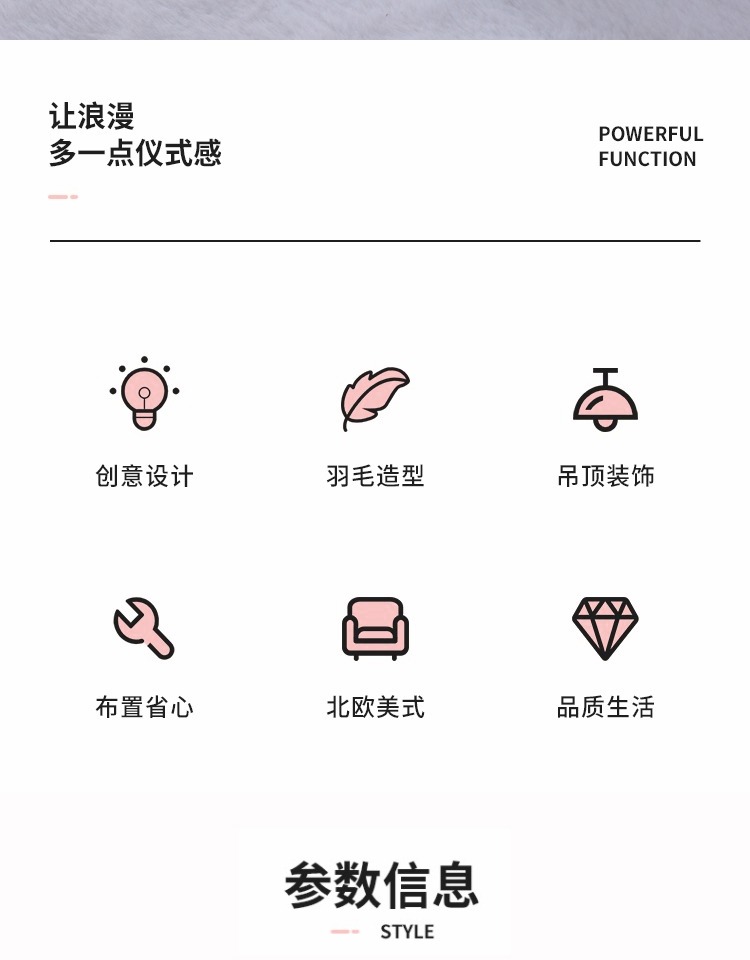 让浪漫
多一点仪式感
POWERFUL
FUNCTION
创意设计
羽毛造型
吊顶装饰
布置省心
北欧美式
品质生活
参数信息
STYLE